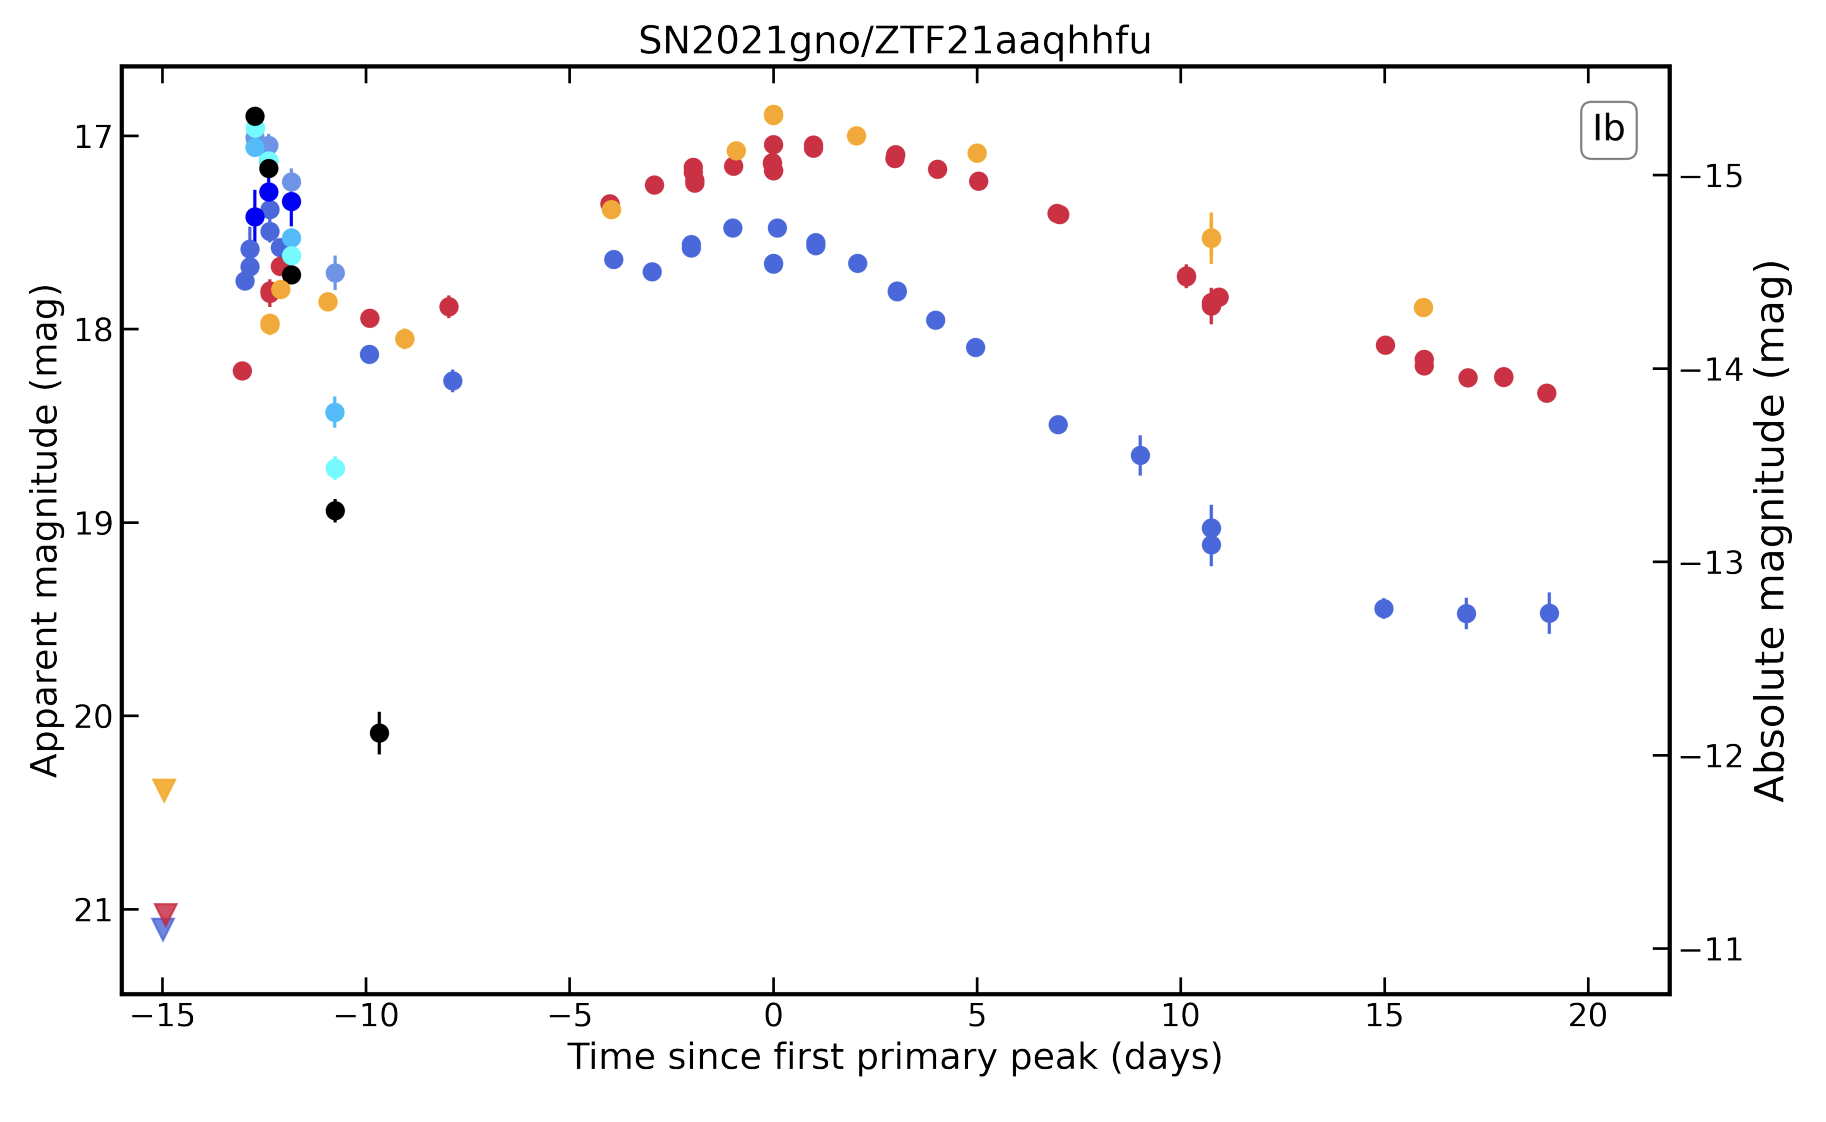 SN2021gno/ZTF21aaqhhfu
Ib
Apparent magnitude (mag)
17
18
19
20
21
−15
−14
−13
−12
−11
Absolute magnitude (mag)
−15 −10 −5 0 5 10 15 20
Time since first primary peak (days)